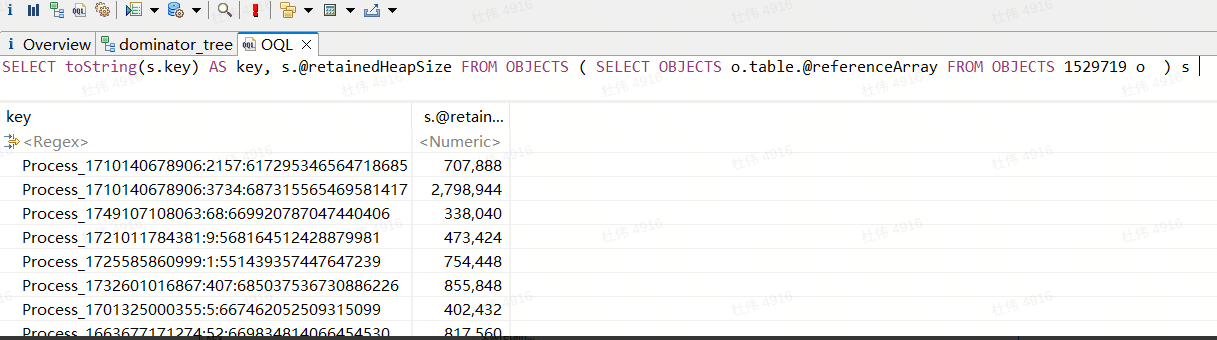 Overview dominator_tree OQL
SELECT toString(s.key) AS key, s.@retainedHeapSize FROM OBJECTS ( SELECT OBJECTS o.table.@referenceArray FROM OBJECTS 1529719 o  ) s
key s.@retain...
<Regex> <Numeric>
Process_1710140678906:2157:617295346564718685 707,888
Process_1710140678906:3734:687315565469581417 2,798,944
Process_1749107108063:68:669920787047440406 338,040
Process_1721011784381:9:568164512428879981 473,424
Process_1725585860999:1:551439357447647239 754,448
Process_1732601016867:407:685037536730886226 855,848
Process_1701325000355:5:667462052509315099 402,432
Process_1663677171274:52:669834814066454530 817,560
杜伟 4916